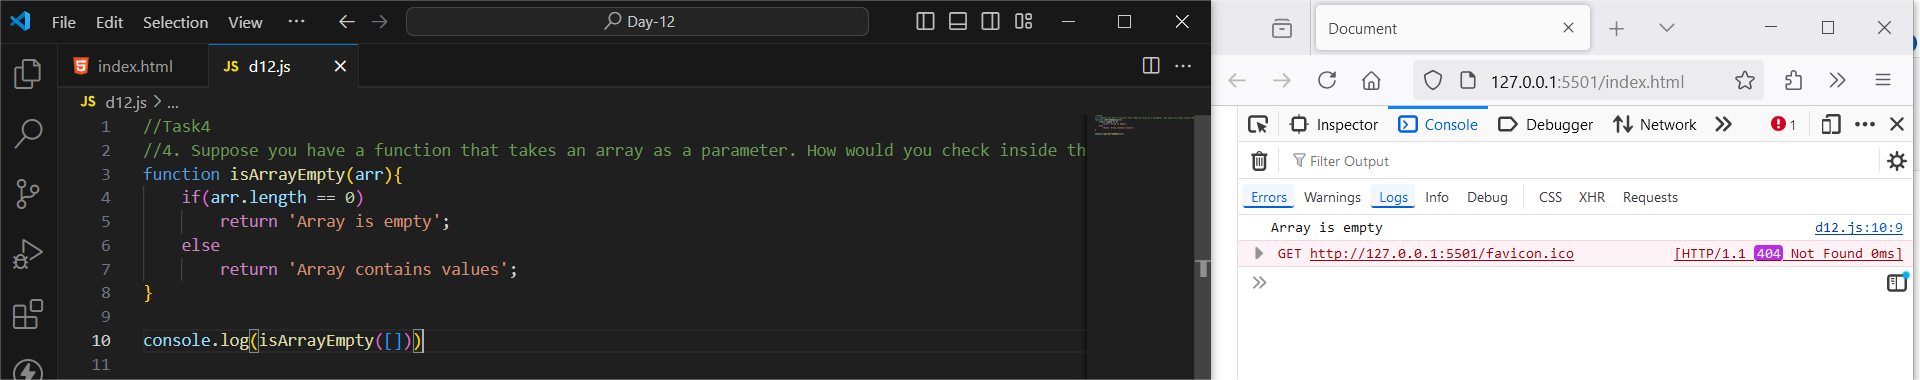 File Edit Selection View ··· Day-12
index.html JS d12.js
JS d12.js > ...
1 //Task4
2 //4. Suppose you have a function that takes an array as a parameter. How would you check inside th
3 function isArrayEmpty(arr){
4 if(arr.length == 0)
5 return 'Array is empty';
6 else
7 return 'Array contains values';
8 }
9
10 console.log(isArrayEmpty([]))
11
Document
127.0.0.1:5501/index.html
Inspector Console Debugger Network 1
Filter Output
Errors Warnings Logs Info Debug CSS XHR Requests
Array is empty d12.js:10:9
GET http://127.0.0.1:5501/favicon.ico [HTTP/1.1 404 Not Found 0ms]